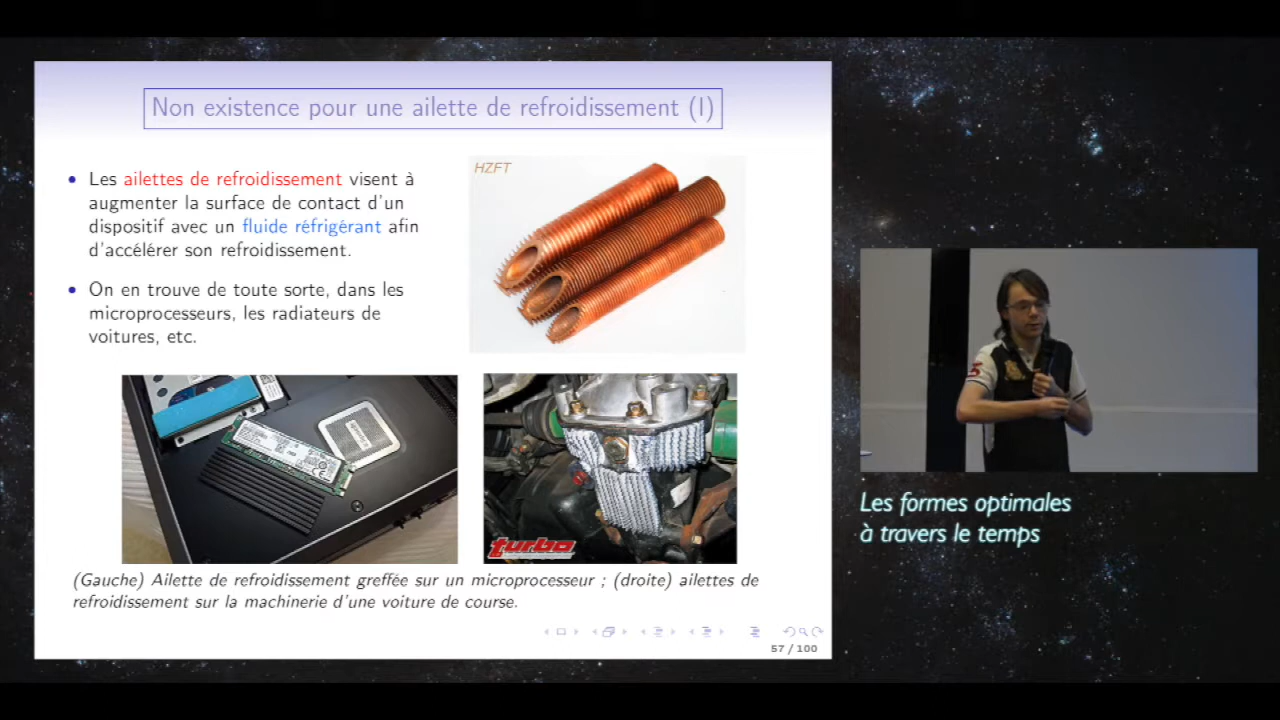 Non existence pour une ailette de refroidissement (I)
• Les ailettes de refroidissement visent à
augmenter la surface de contact d'un
dispositif avec un fluide réfrigérant afin
d'accélérer son refroidissement.
• On en trouve de toute sorte, dans les
microprocesseurs, les radiateurs de
voitures, etc.
HZFT
turbo
(Gauche) Ailette de refroidissement greffée sur un microprocesseur ; (droite) ailettes de
refroidissement sur la machinerie d'une voiture de course.
57 / 100
Les formes optimales
à travers le temps